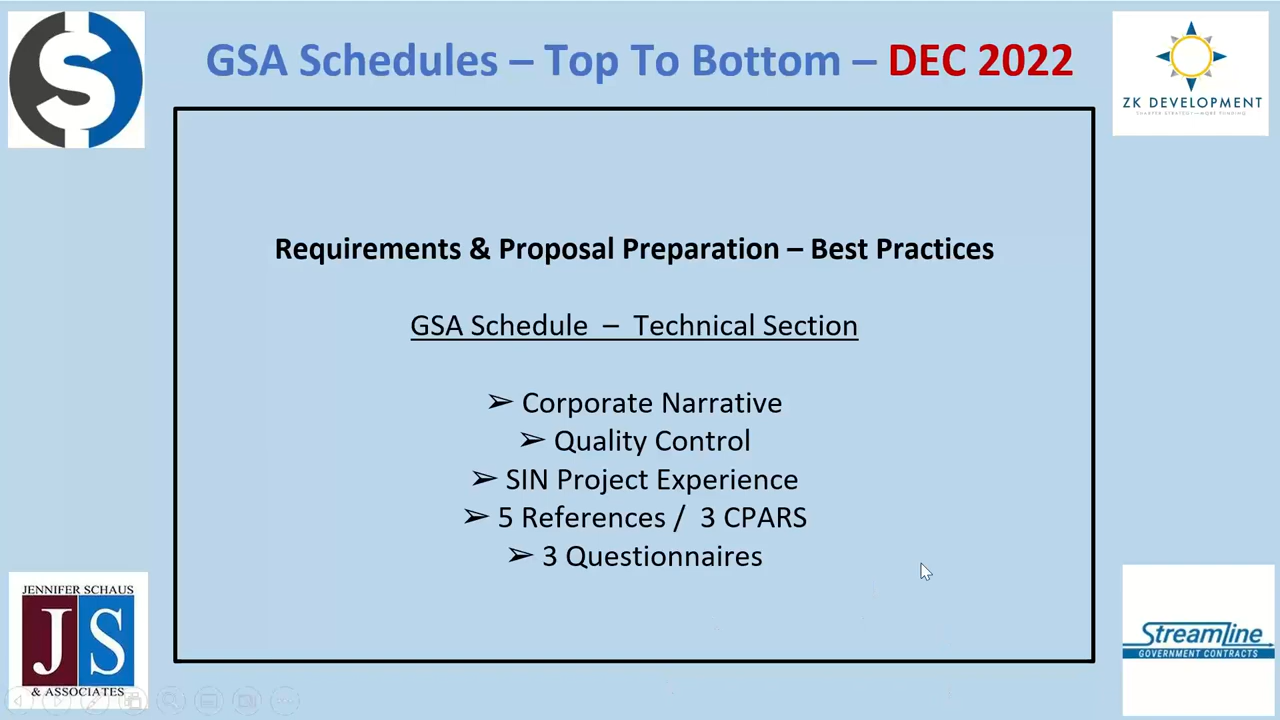 GSA Schedules – Top To Bottom – DEC 2022
ZK DEVELOPMENT
Requirements & Proposal Preparation – Best Practices
GSA Schedule – Technical Section
➢ Corporate Narrative
➢ Quality Control
➢ SIN Project Experience
➢ 5 References / 3 CPARS
➢ 3 Questionnaires
JENNIFER SCHAUS
JS
& ASSOCIATES
Streamline
GOVERNMENT CONTRACTS